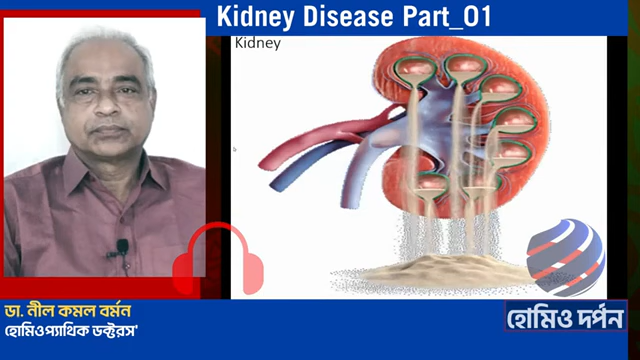 Kidney Disease Part_01
Kidney
ডা. নীল কমল বর্মন
হোমিওপ্যাথিক ডক্টরস'
হোমিও দর্পন